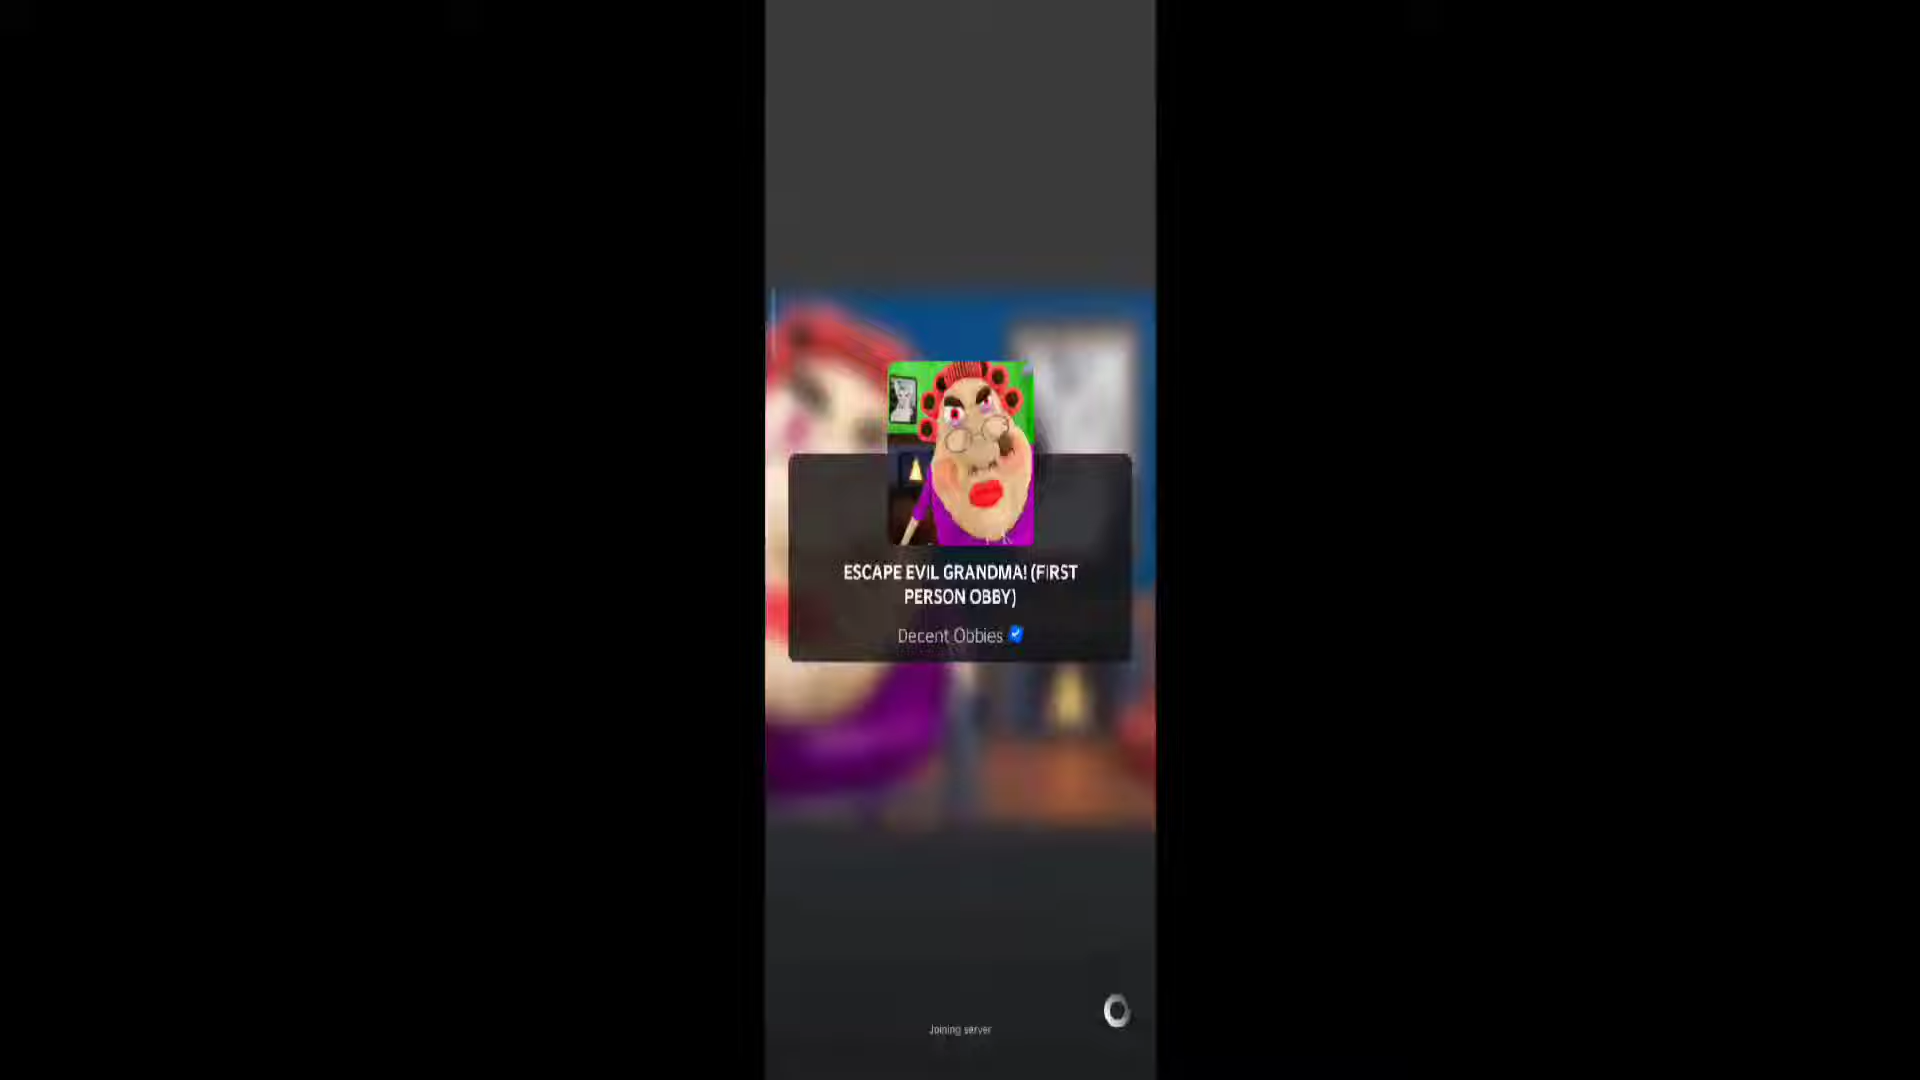 ESCAPE EVIL GRANDMA! (FIRST
PERSON OBBY)
Decent Obbies
Joining server